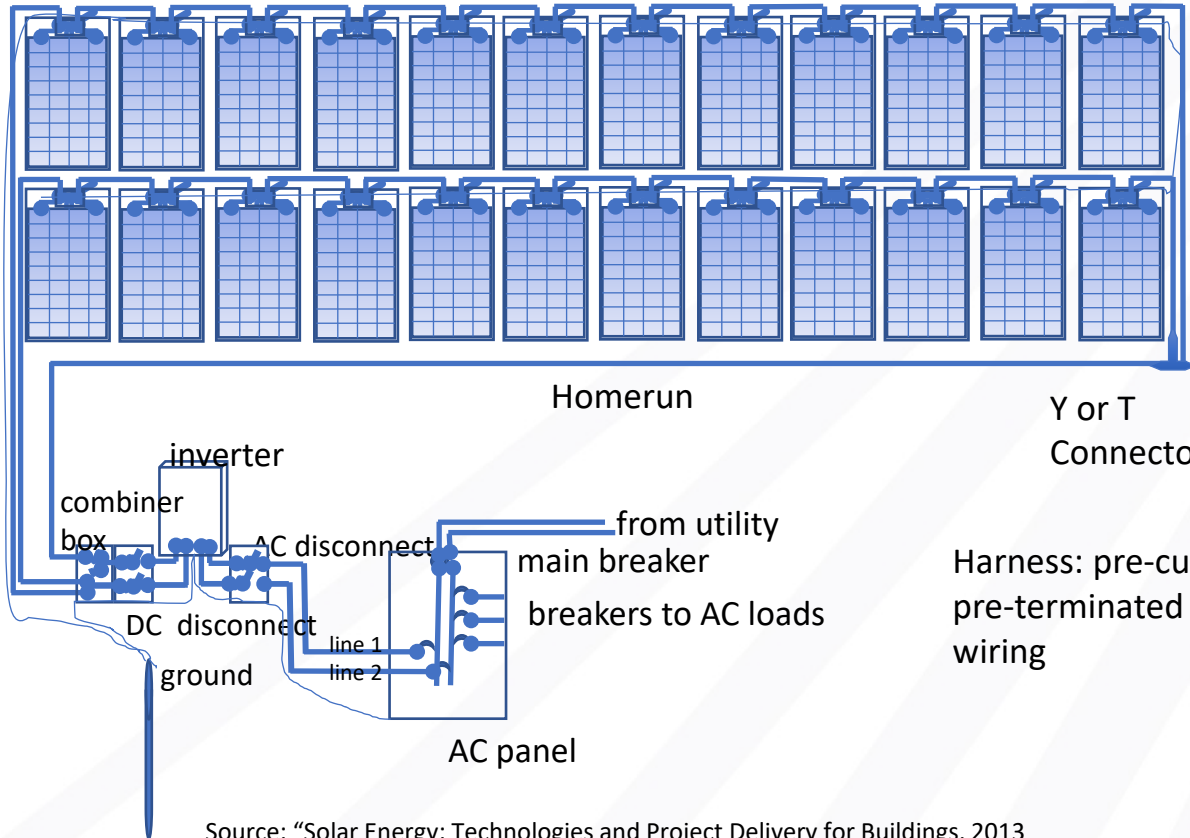 Homerun
Y or T
Connecto
inverter
combiner
box
AC disconnect
from utility
main breaker
breakers to AC loads
Harness: pre-cu
pre-terminated
wiring
DC disconnect
line 1
line 2
ground
AC panel
Source: “Solar Energy: Technologies and Project Delivery for Buildings, 2013